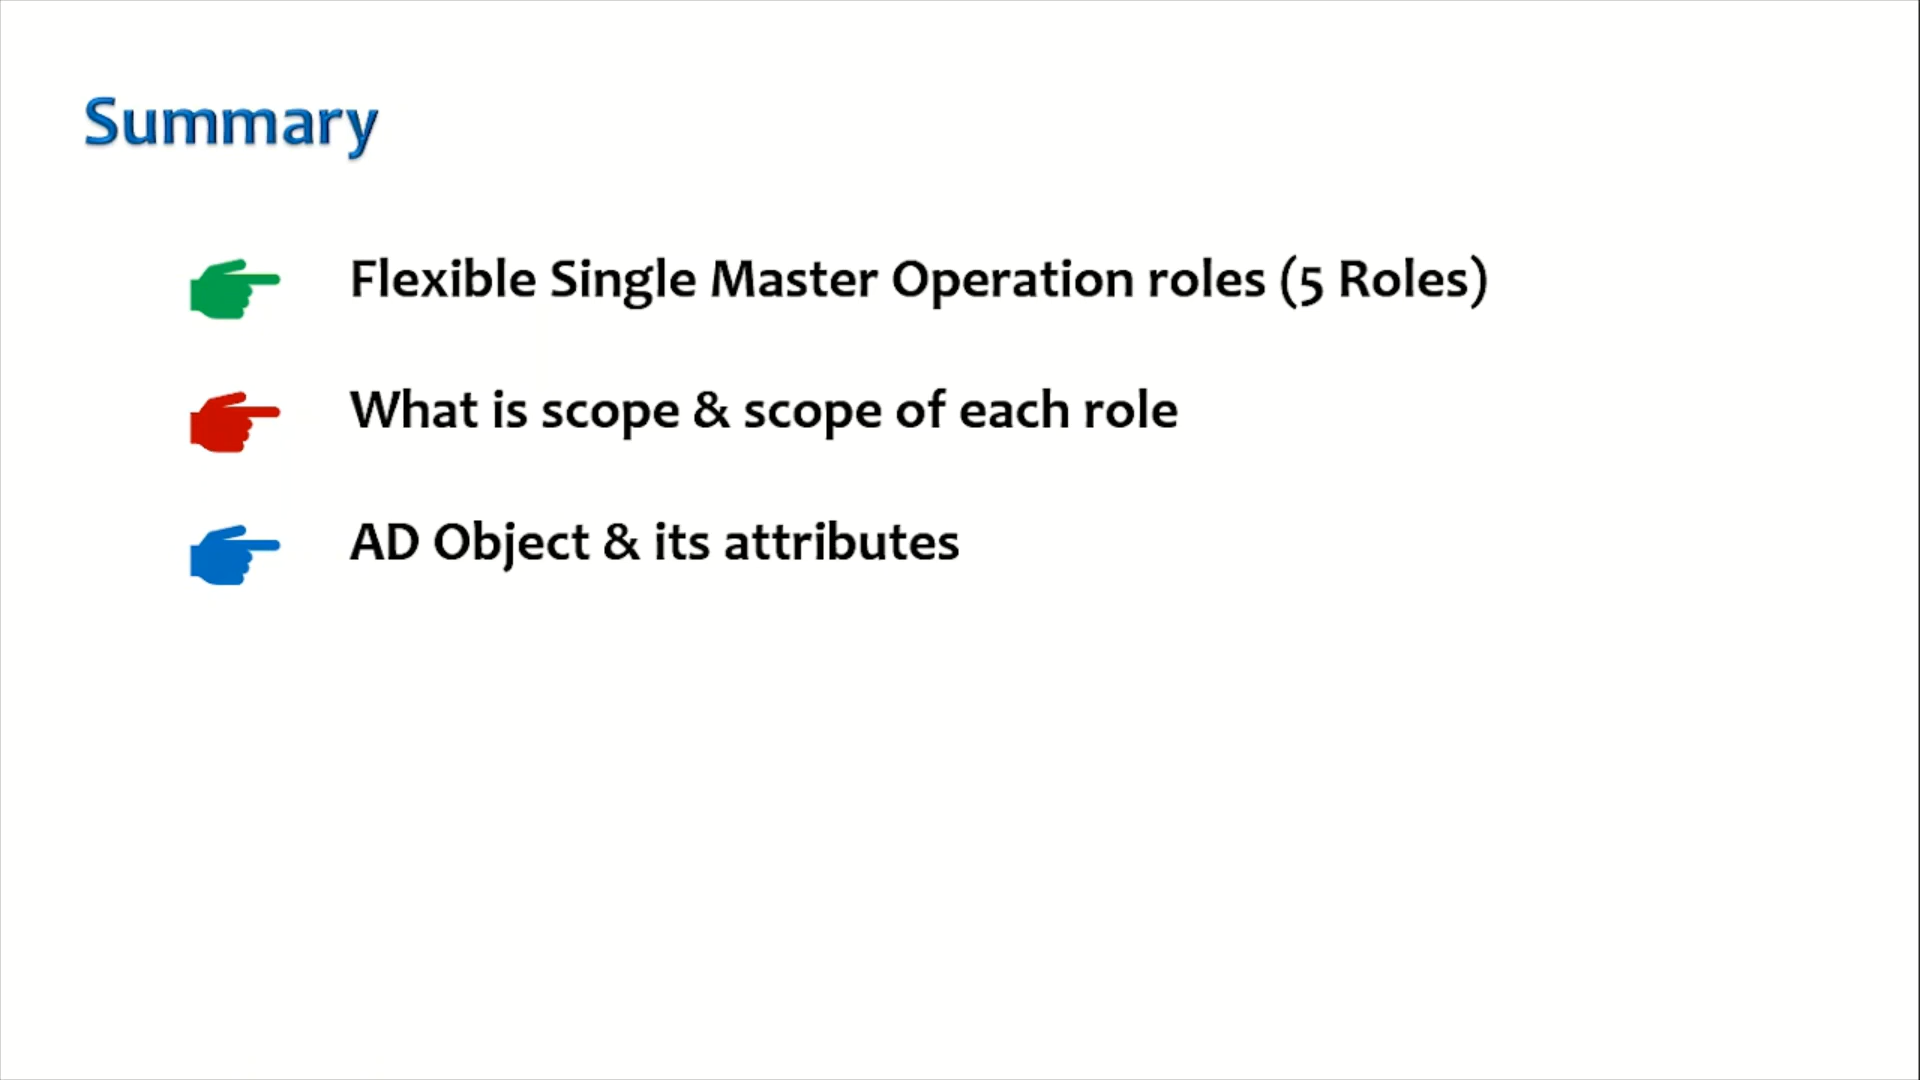 Summary
Flexible Single Master Operation roles (5 Roles)
What is scope & scope of each role
AD Object & its attributes